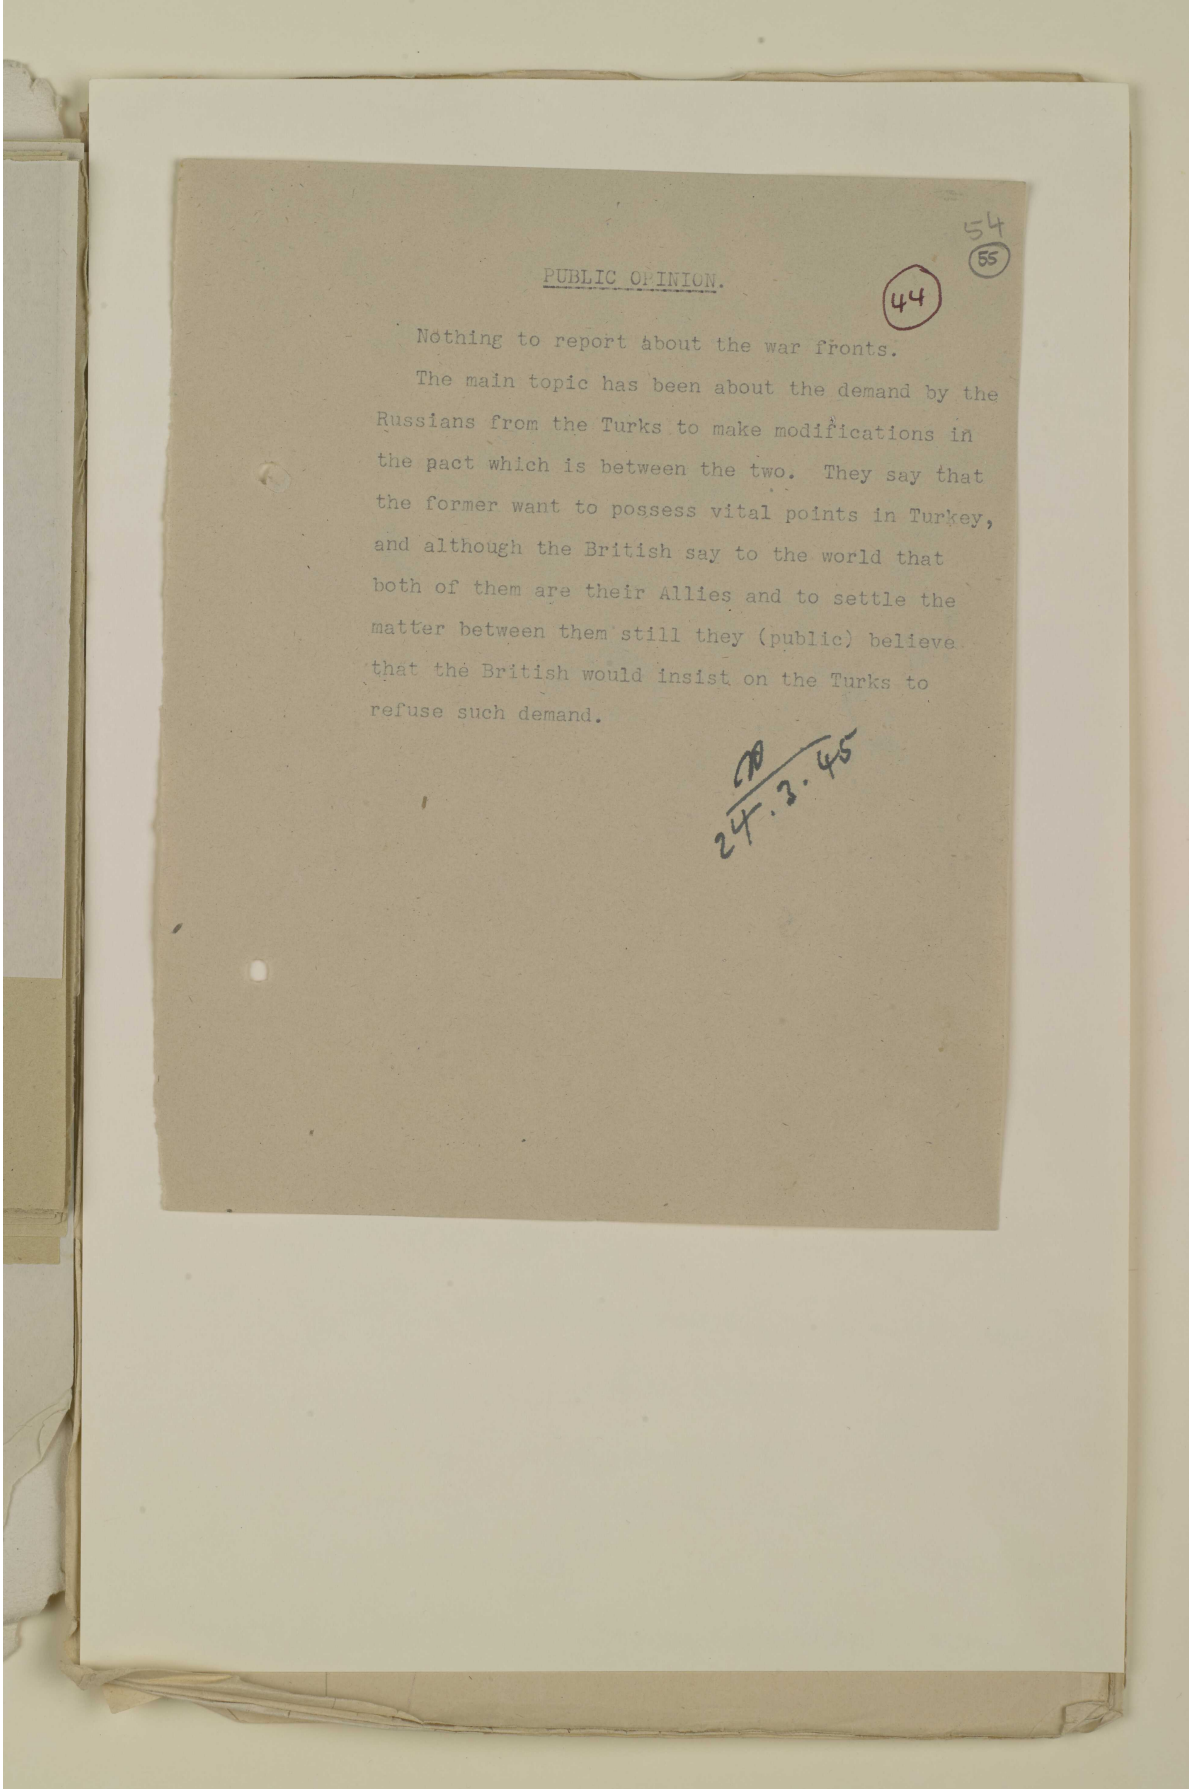 54
55
44
PUBLIC OPINION.
Nothing to report about the war fronts.
The main topic has been about the demand by the
Russians from the Turks to make modifications in
the pact which is between the two. They say that
the former want to possess vital points in Turkey,
and although the British say to the world that
both of them are their Allies and to settle the
matter between them still they (public) believe
that the British would insist on the Turks to
refuse such demand.
24.3.45